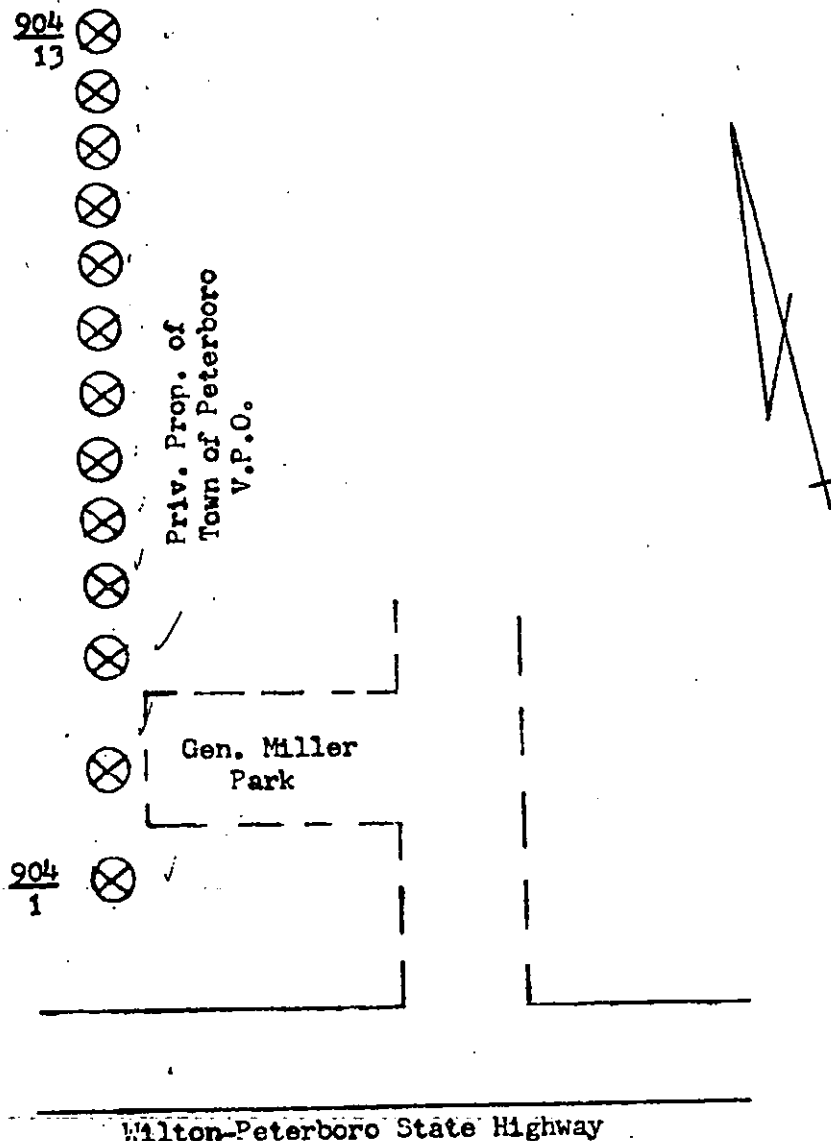 904
13
Priv. Prop. of
Town of Peterboro
V.P.O.
Gen. Miller
Park
904
1
Wilton-Peterboro State Highway